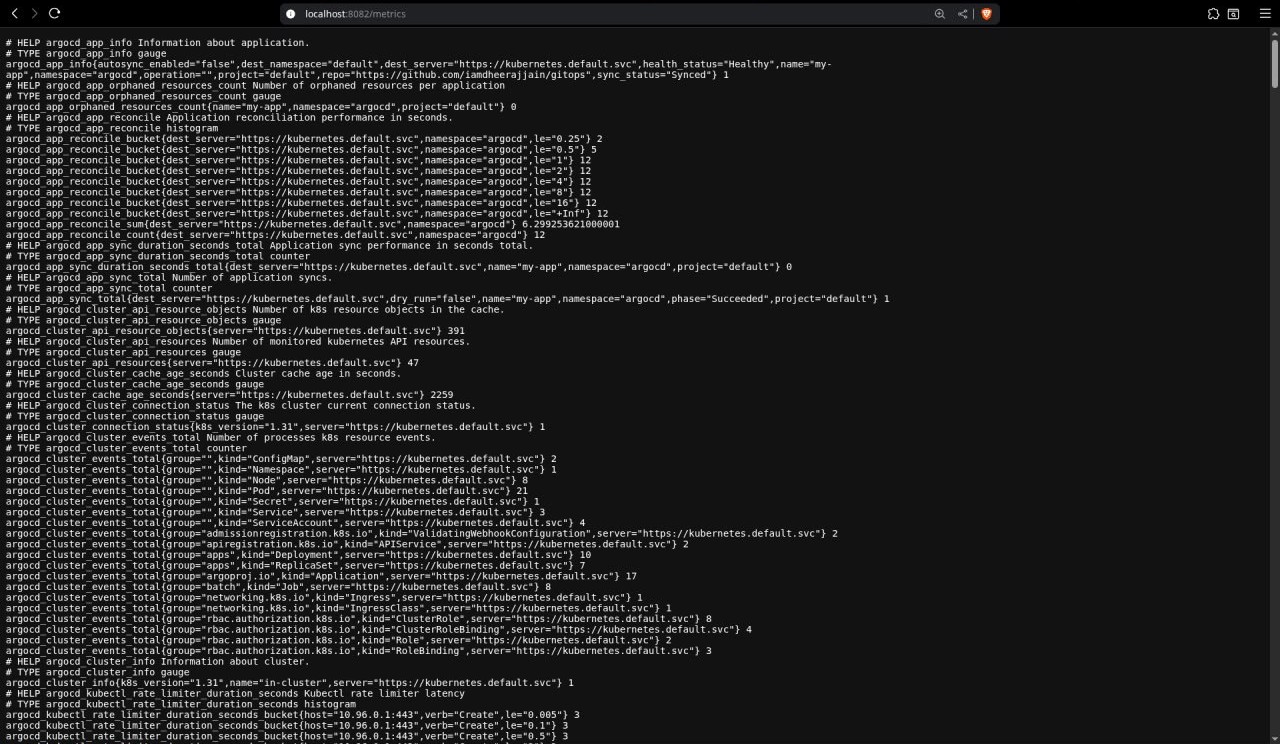 localhost:8082/metrics
# HELP argocd_app_info Information about application.
# TYPE argocd_app_info gauge
argocd_app_info{autosync_enabled="false",dest_namespace="default",dest_server="https://kubernetes.default.svc",health_status="Healthy",name="my-
app",namespace="argocd",operation="",project="default",repo="https://github.com/iamdheerajjain/gitops",sync_status="Synced"} 1
# HELP argocd_app_orphaned_resources_count Number of orphaned resources per application
# TYPE argocd_app_orphaned_resources_count gauge
argocd_app_orphaned_resources_count{name="my-app",namespace="argocd",project="default"} 0
# HELP argocd_app_reconcile Application reconciliation performance in seconds.
# TYPE argocd_app_reconcile histogram
argocd_app_reconcile_bucket{dest_server="https://kubernetes.default.svc",namespace="argocd",le="0.25"} 2
argocd_app_reconcile_bucket{dest_server="https://kubernetes.default.svc",namespace="argocd",le="0.5"} 5
argocd_app_reconcile_bucket{dest_server="https://kubernetes.default.svc",namespace="argocd",le="1"} 12
argocd_app_reconcile_bucket{dest_server="https://kubernetes.default.svc",namespace="argocd",le="2"} 12
argocd_app_reconcile_bucket{dest_server="https://kubernetes.default.svc",namespace="argocd",le="4"} 12
argocd_app_reconcile_bucket{dest_server="https://kubernetes.default.svc",namespace="argocd",le="8"} 12
argocd_app_reconcile_bucket{dest_server="https://kubernetes.default.svc",namespace="argocd",le="16"} 12
argocd_app_reconcile_bucket{dest_server="https://kubernetes.default.svc",namespace="argocd",le="+Inf"} 12
argocd_app_reconcile_sum{dest_server="https://kubernetes.default.svc",namespace="argocd"} 6.299253621000001
argocd_app_reconcile_count{dest_server="https://kubernetes.default.svc",namespace="argocd"} 12
# HELP argocd_app_sync_duration_seconds_total Application sync performance in seconds total.
# TYPE argocd_app_sync_duration_seconds_total counter
argocd_app_sync_duration_seconds_total{dest_server="https://kubernetes.default.svc",name="my-app",namespace="argocd",project="default"} 0
# HELP argocd_app_sync_total Number of application syncs.
# TYPE argocd_app_sync_total counter
argocd_app_sync_total{dest_server="https://kubernetes.default.svc",dry_run="false",name="my-app",namespace="argocd",phase="Succeeded",project="default"} 1
# HELP argocd_cluster_api_resource_objects Number of k8s resource objects in the cache.
# TYPE argocd_cluster_api_resource_objects gauge
argocd_cluster_api_resource_objects{server="https://kubernetes.default.svc"} 391
# HELP argocd_cluster_api_resources Number of monitored kubernetes API resources.
# TYPE argocd_cluster_api_resources gauge
argocd_cluster_api_resources{server="https://kubernetes.default.svc"} 47
# HELP argocd_cluster_cache_age_seconds Cluster cache age in seconds.
# TYPE argocd_cluster_cache_age_seconds gauge
argocd_cluster_cache_age_seconds{server="https://kubernetes.default.svc"} 2259
# HELP argocd_cluster_connection_status The k8s cluster current connection status.
# TYPE argocd_cluster_connection_status gauge
argocd_cluster_connection_status{k8s_version="1.31",server="https://kubernetes.default.svc"} 1
# HELP argocd_cluster_events_total Number of processes k8s resource events.
# TYPE argocd_cluster_events_total counter
argocd_cluster_events_total{group="",kind="ConfigMap",server="https://kubernetes.default.svc"} 2
argocd_cluster_events_total{group="",kind="Namespace",server="https://kubernetes.default.svc"} 1
argocd_cluster_events_total{group="",kind="Node",server="https://kubernetes.default.svc"} 8
argocd_cluster_events_total{group="",kind="Pod",server="https://kubernetes.default.svc"} 21
argocd_cluster_events_total{group="",kind="Secret",server="https://kubernetes.default.svc"} 1
argocd_cluster_events_total{group="",kind="Service",server="https://kubernetes.default.svc"} 3
argocd_cluster_events_total{group="",kind="ServiceAccount",server="https://kubernetes.default.svc"} 4
argocd_cluster_events_total{group="admissionregistration.k8s.io",kind="ValidatingWebhookConfiguration",server="https://kubernetes.default.svc"} 2
argocd_cluster_events_total{group="apiregistration.k8s.io",kind="APIService",server="https://kubernetes.default.svc"} 2
argocd_cluster_events_total{group="apps",kind="Deployment",server="https://kubernetes.default.svc"} 10
argocd_cluster_events_total{group="apps",kind="ReplicaSet",server="https://kubernetes.default.svc"} 7
argocd_cluster_events_total{group="argoproj.io",kind="Application",server="https://kubernetes.default.svc"} 17
argocd_cluster_events_total{group="batch",kind="Job",server="https://kubernetes.default.svc"} 8
argocd_cluster_events_total{group="networking.k8s.io",kind="Ingress",server="https://kubernetes.default.svc"} 1
argocd_cluster_events_total{group="networking.k8s.io",kind="IngressClass",server="https://kubernetes.default.svc"} 1
argocd_cluster_events_total{group="rbac.authorization.k8s.io",kind="ClusterRole",server="https://kubernetes.default.svc"} 8
argocd_cluster_events_total{group="rbac.authorization.k8s.io",kind="ClusterRoleBinding",server="https://kubernetes.default.svc"} 4
argocd_cluster_events_total{group="rbac.authorization.k8s.io",kind="Role",server="https://kubernetes.default.svc"} 2
argocd_cluster_events_total{group="rbac.authorization.k8s.io",kind="RoleBinding",server="https://kubernetes.default.svc"} 3
# HELP argocd_cluster_info Information about cluster.
# TYPE argocd_cluster_info gauge
argocd_cluster_info{k8s_version="1.31",name="in-cluster",server="https://kubernetes.default.svc"} 1
# HELP argocd_kubectl_rate_limiter_duration_seconds Kubectl rate limiter latency
# TYPE argocd_kubectl_rate_limiter_duration_seconds histogram
argocd_kubectl_rate_limiter_duration_seconds_bucket{host="10.96.0.1:443",verb="Create",le="0.005"} 3
argocd_kubectl_rate_limiter_duration_seconds_bucket{host="10.96.0.1:443",verb="Create",le="0.1"} 3
argocd_kubectl_rate_limiter_duration_seconds_bucket{host="10.96.0.1:443",verb="Create",le="0.5"} 3